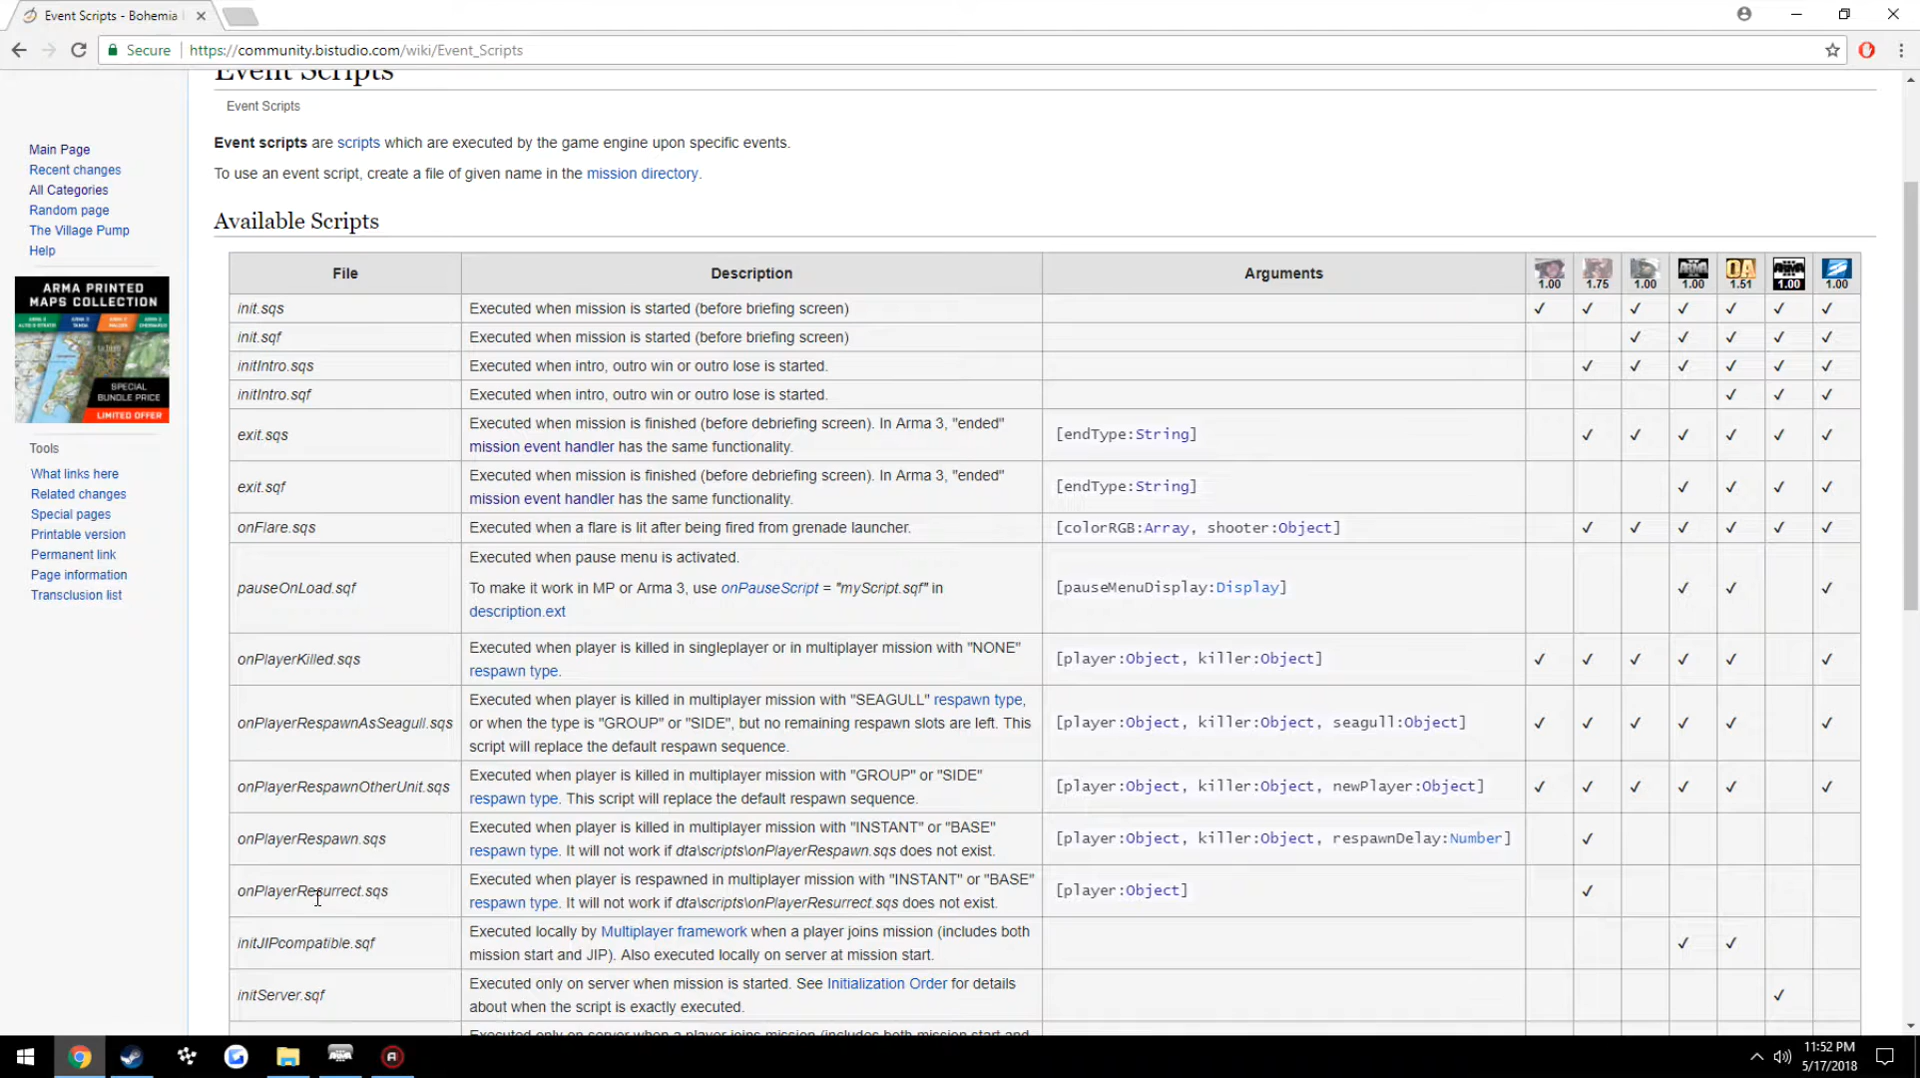 Event Scripts - Bohemia
Secure
https://community.bistudio.com/wiki/Event_Scripts
Event Scripts
Event Scripts
Event scripts are scripts which are executed by the game engine upon specific events.
To use an event script, create a file of given name in the mission directory.
Main Page
Recent changes
All Categories
Random page
The Village Pump
Help
ARMA PRINTED
MAPS COLLECTION
SPECIAL
BUNDLE PRICE
LIMITED OFFER
Tools
What links here
Related changes
Special pages
Printable version
Permanent link
Page information
Transclusion list
Available Scripts
File Description Arguments 1.00 1.75 1.00 ARMA 1.00 OA 1.51 ARMA 1.00 1.00
init.sqs Executed when mission is started (before briefing screen) ✓ ✓ ✓ ✓ ✓ ✓ ✓
init.sqf Executed when mission is started (before briefing screen) ✓ ✓ ✓ ✓ ✓
initIntro.sqs Executed when intro, outro win or outro lose is started. ✓ ✓ ✓ ✓ ✓ ✓
initIntro.sqf Executed when intro, outro win or outro lose is started. ✓ ✓ ✓
exit.sqs Executed when mission is finished (before debriefing screen). In Arma 3, "ended"
mission event handler has the same functionality. [endType:String] ✓ ✓ ✓ ✓ ✓ ✓
exit.sqf Executed when mission is finished (before debriefing screen). In Arma 3, "ended"
mission event handler has the same functionality. [endType:String] ✓ ✓ ✓ ✓
onFlare.sqs Executed when a flare is lit after being fired from grenade launcher. [colorRGB:Array, shooter:Object] ✓ ✓ ✓ ✓ ✓ ✓
pauseOnLoad.sqf Executed when pause menu is activated.
To make it work in MP or Arma 3, use onPauseScript = "myScript.sqf" in
description.ext [pauseMenuDisplay:Display] ✓ ✓ ✓
onPlayerKilled.sqs Executed when player is killed in singleplayer or in multiplayer mission with "NONE"
respawn type. [player:Object, killer:Object] ✓ ✓ ✓ ✓ ✓ ✓
onPlayerRespawnAsSeagull.sqs Executed when player is killed in multiplayer mission with "SEAGULL" respawn type,
or when the type is "GROUP" or "SIDE", but no remaining respawn slots are left. This
script will replace the default respawn sequence. [player:Object, killer:Object, seagull:Object] ✓ ✓ ✓ ✓ ✓ ✓
onPlayerRespawnOtherUnit.sqs Executed when player is killed in multiplayer mission with "GROUP" or "SIDE"
respawn type. This script will replace the default respawn sequence. [player:Object, killer:Object, newPlayer:Object] ✓ ✓ ✓ ✓ ✓ ✓
onPlayerRespawn.sqs Executed when player is killed in multiplayer mission with "INSTANT" or "BASE"
respawn type. It will not work if dta\scripts\onPlayerRespawn.sqs does not exist. [player:Object, killer:Object, respawnDelay:Number] ✓
onPlayerResurrect.sqs Executed when player is respawned in multiplayer mission with "INSTANT" or "BASE"
respawn type. It will not work if dta\scripts\onPlayerResurrect.sqs does not exist. [player:Object] ✓
initJIPcompatible.sqf Executed locally by Multiplayer framework when a player joins mission (includes both
mission start and JIP). Also executed locally on server at mission start. ✓ ✓
initServer.sqf Executed only on server when mission is started. See Initialization Order for details
about when the script is exactly executed. ✓
Executed only on server when a player joins mission (includes both mission start and
11:52 PM
5/17/2018